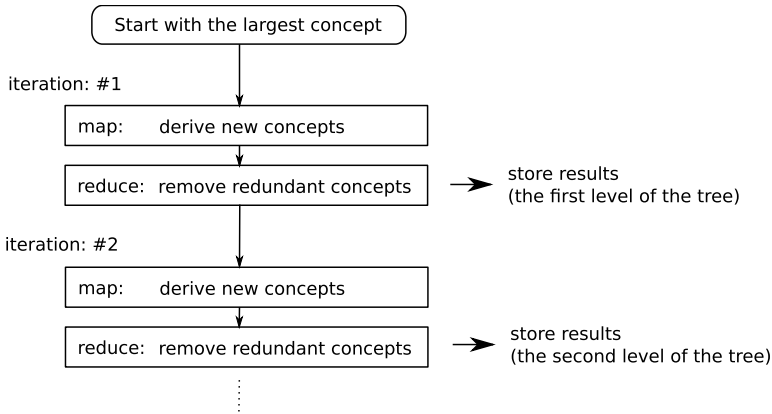 Start with the largest concept
iteration: #1
map: derive new concepts
reduce: remove redundant concepts
store results
(the first level of the tree)
iteration: #2
map: derive new concepts
reduce: remove redundant concepts
store results
(the second level of the tree)